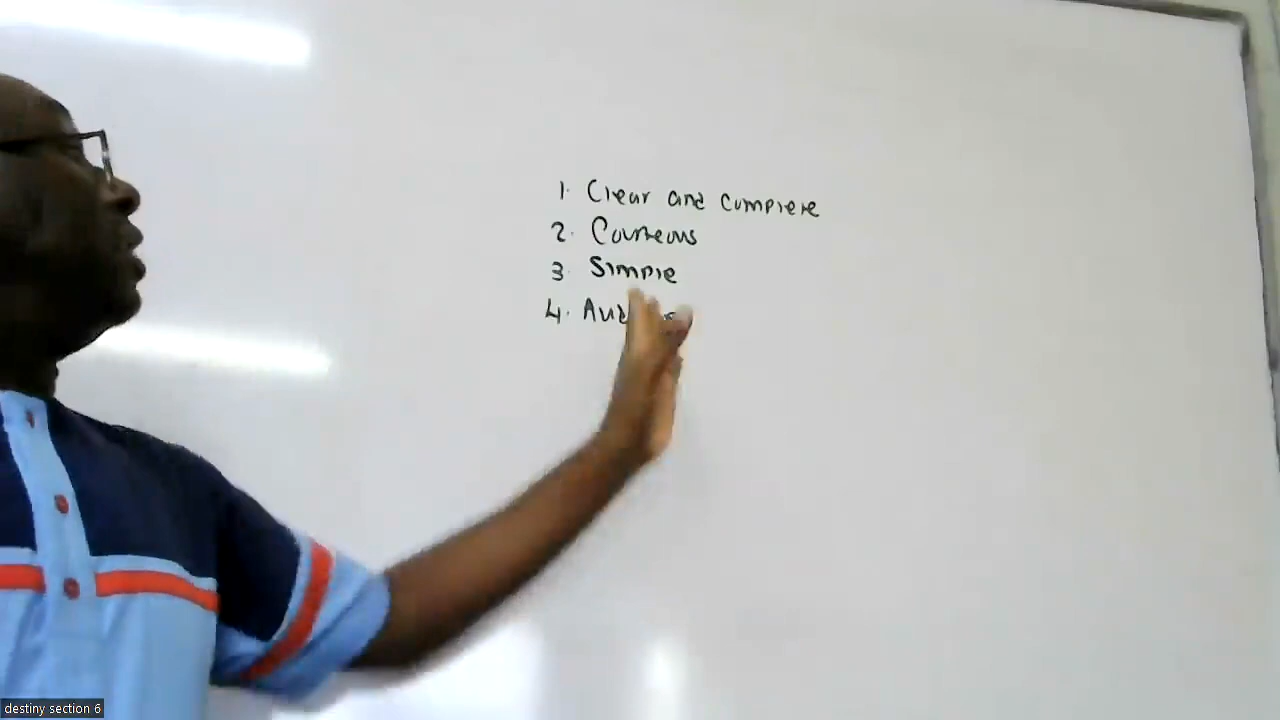 1. Clear and complete
2. Courteous
3. Simple
4.
destiny section 6